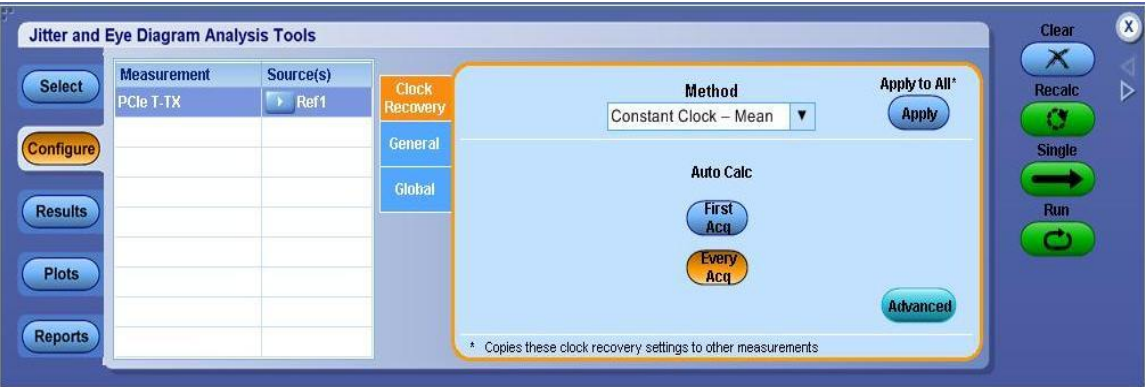 Jitter and Eye Diagram Analysis Tools
Clear
X
Select
Measurement
Source(s)
PCIe T-TX
Ref1
Clock
Recovery
Method
Apply to All*
Constant Clock – Mean
Apply
Recalc
Configure
General
Single
Auto Calc
Global
Results
First
Acq
Run
Every
Acq
Plots
Advanced
Reports
* Copies these clock recovery settings to other measurements